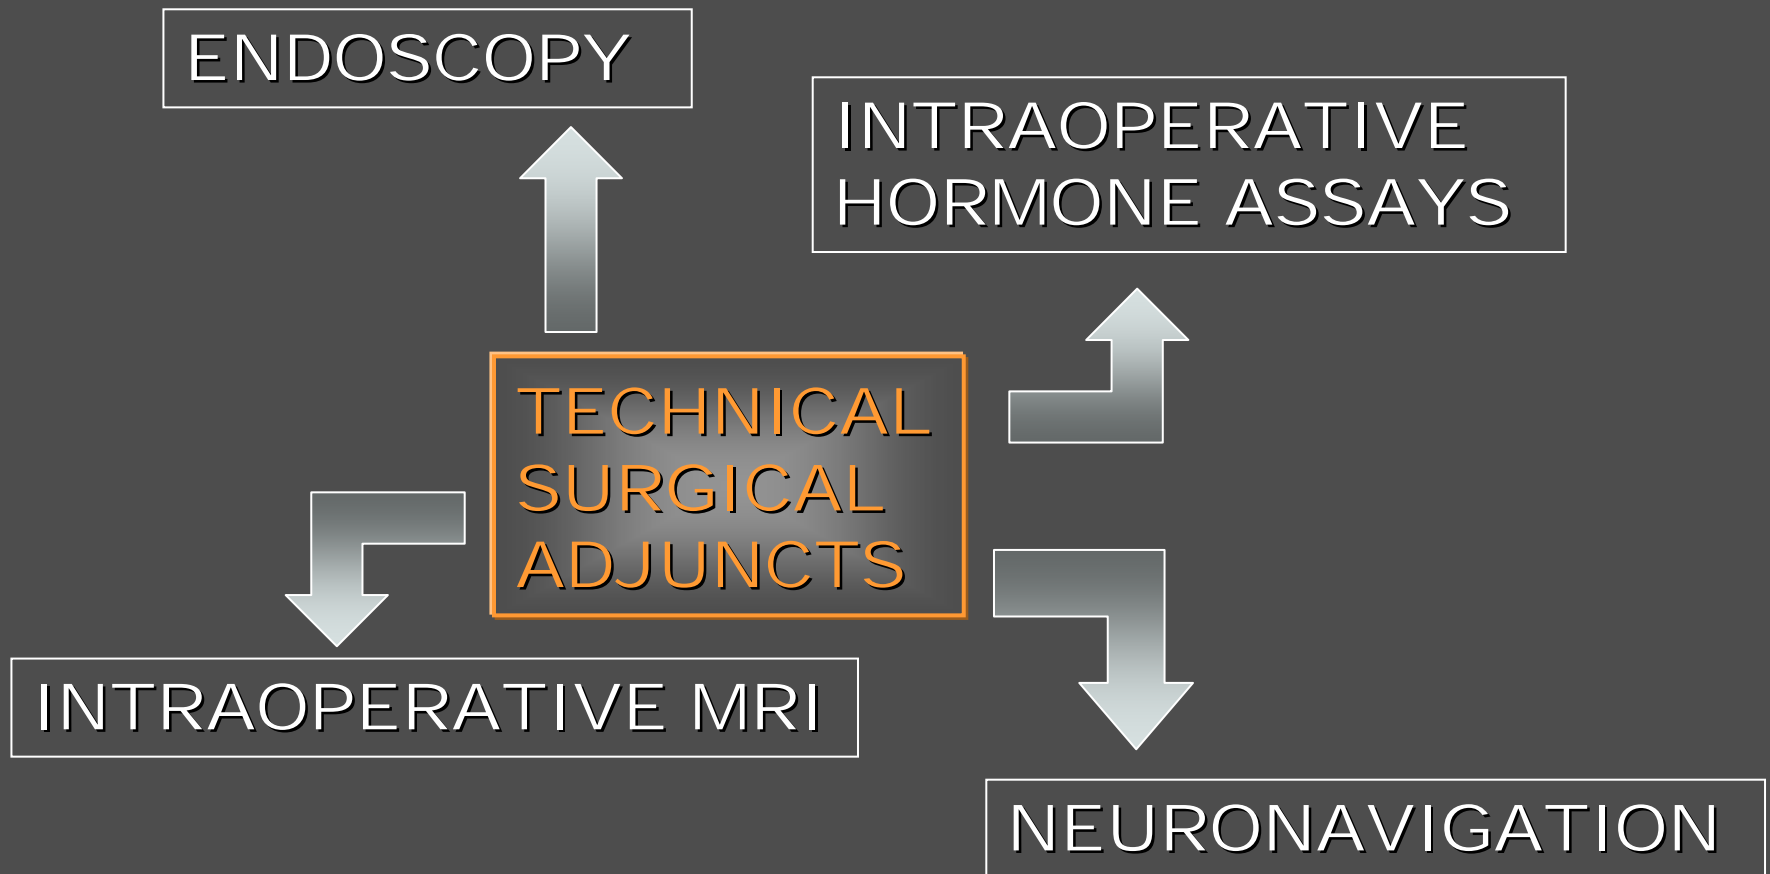 ENDOSCOPY
INTRAOPERATIVE
HORMONE ASSAYS
TECHNICAL
SURGICAL
ADJUNCTS
INTRAOPERATIVE MRI
NEURONAVIGATION